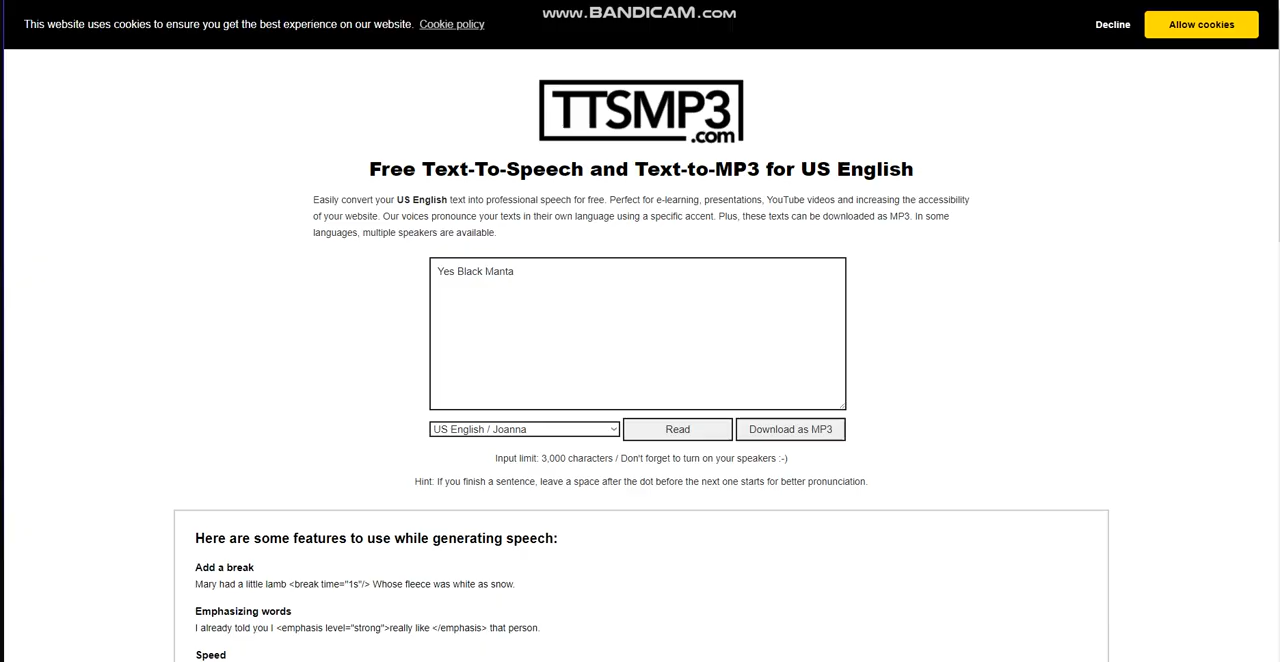 www.BANDICAM.com
This website uses cookies to ensure you get the best experience on our website. Cookie policy
Decline
Allow cookies
TTSMP3
.com
Free Text-To-Speech and Text-to-MP3 for US English
Easily convert your US English text into professional speech for free. Perfect for e-learning, presentations, YouTube videos and increasing the accessibility
of your website. Our voices pronounce your texts in their own language using a specific accent. Plus, these texts can be downloaded as MP3. In some
languages, multiple speakers are available.
Yes Black Manta
US English / Joanna
Read
Download as MP3
Input limit: 3,000 characters / Don't forget to turn on your speakers :-)
Hint: If you finish a sentence, leave a space after the dot before the next one starts for better pronunciation.
Here are some features to use while generating speech:
Add a break
Mary had a little lamb <break time="1s"/> Whose fleece was white as snow.
Emphasizing words
I already told you I <emphasis level="strong">really like </emphasis> that person.
Speed